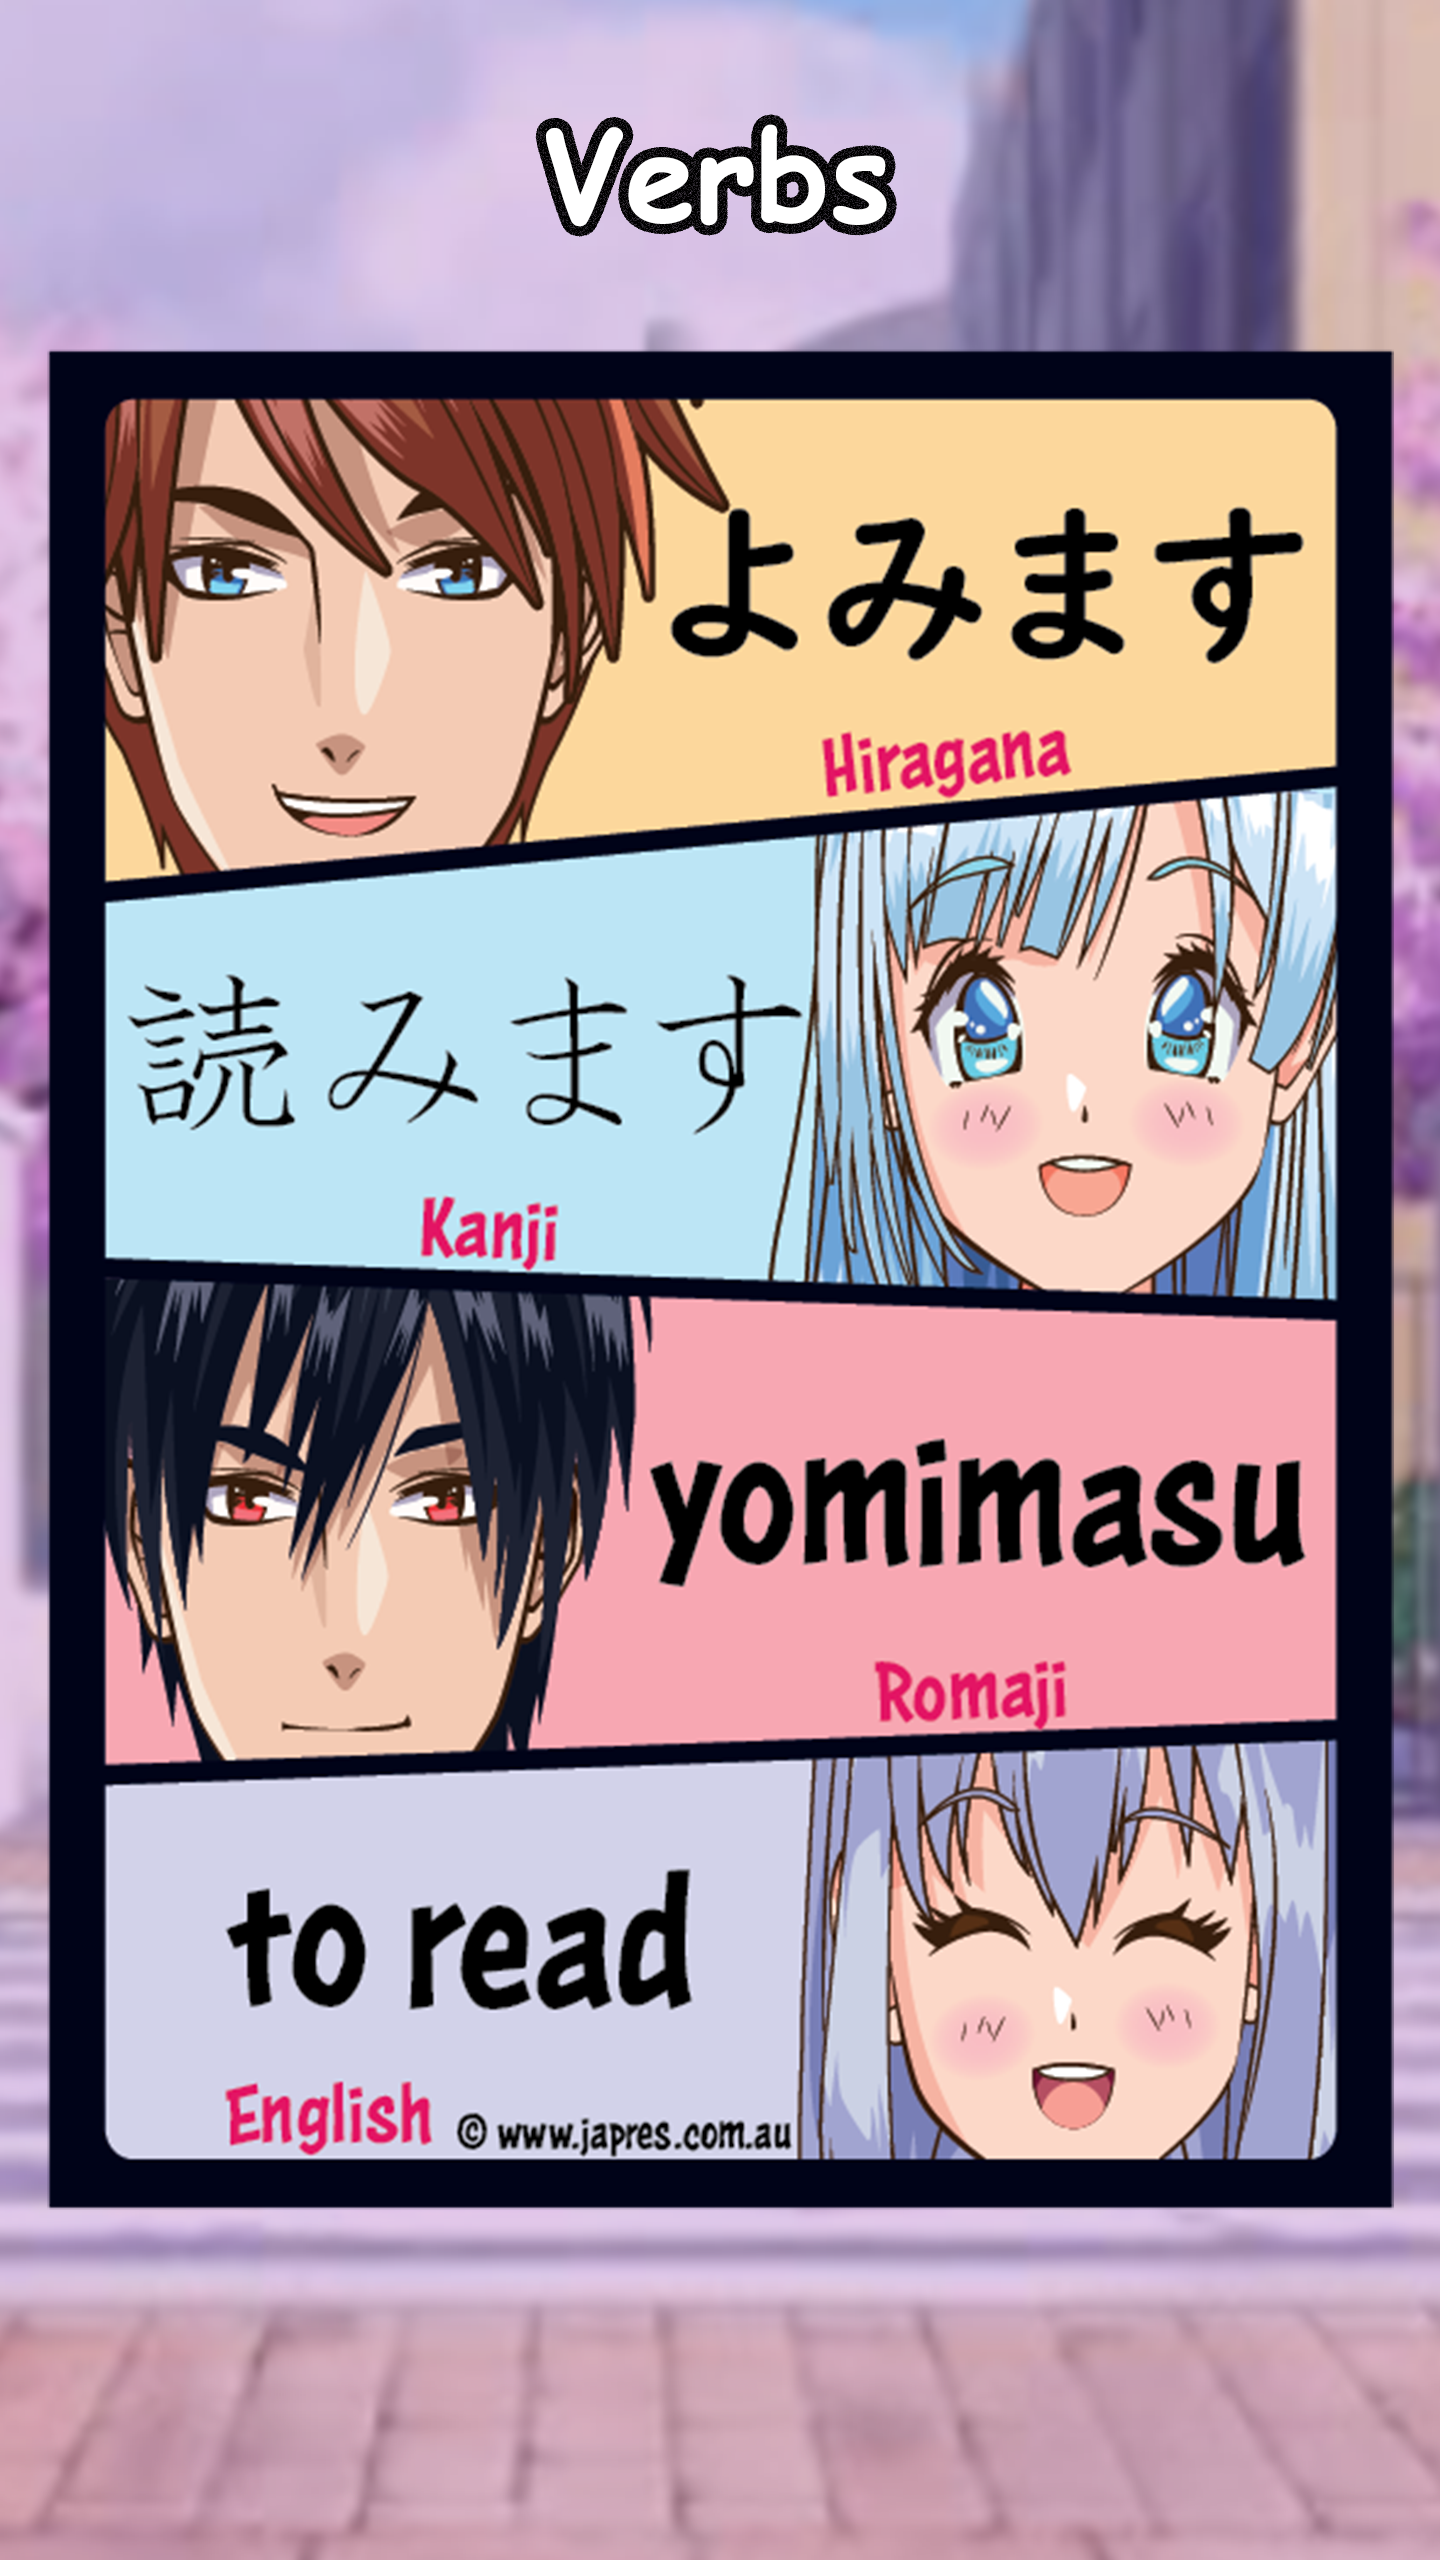 Verbs
よみます
Hiragana
読みます
Kanji
yomimasu
Romaji
to read
English
© www.japres.com.au